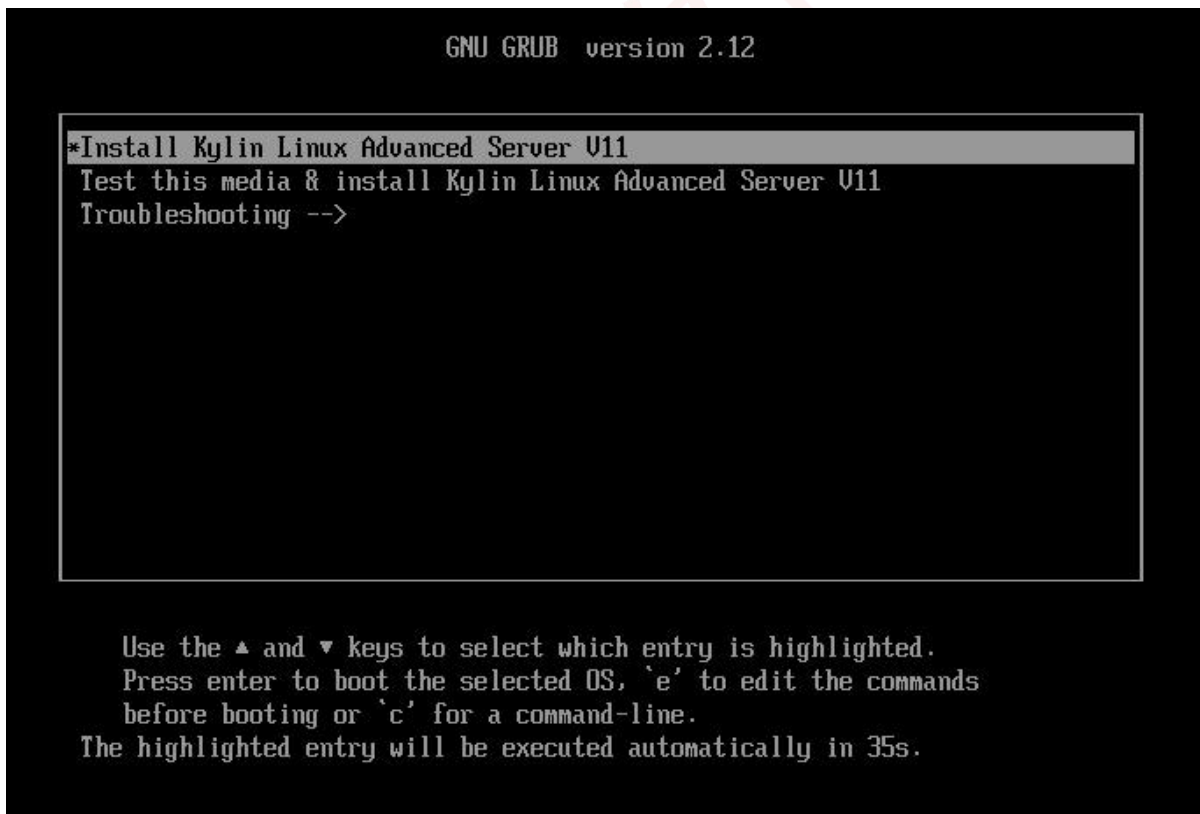 GNU GRUB version 2.12
*Install Kylin Linux Advanced Server V11
Test this media & install Kylin Linux Advanced Server V11
Troubleshooting -->
Use the ▲ and ▼ keys to select which entry is highlighted.
Press enter to boot the selected OS, `e' to edit the commands
before booting or `c' for a command-line.
The highlighted entry will be executed automatically in 35s.